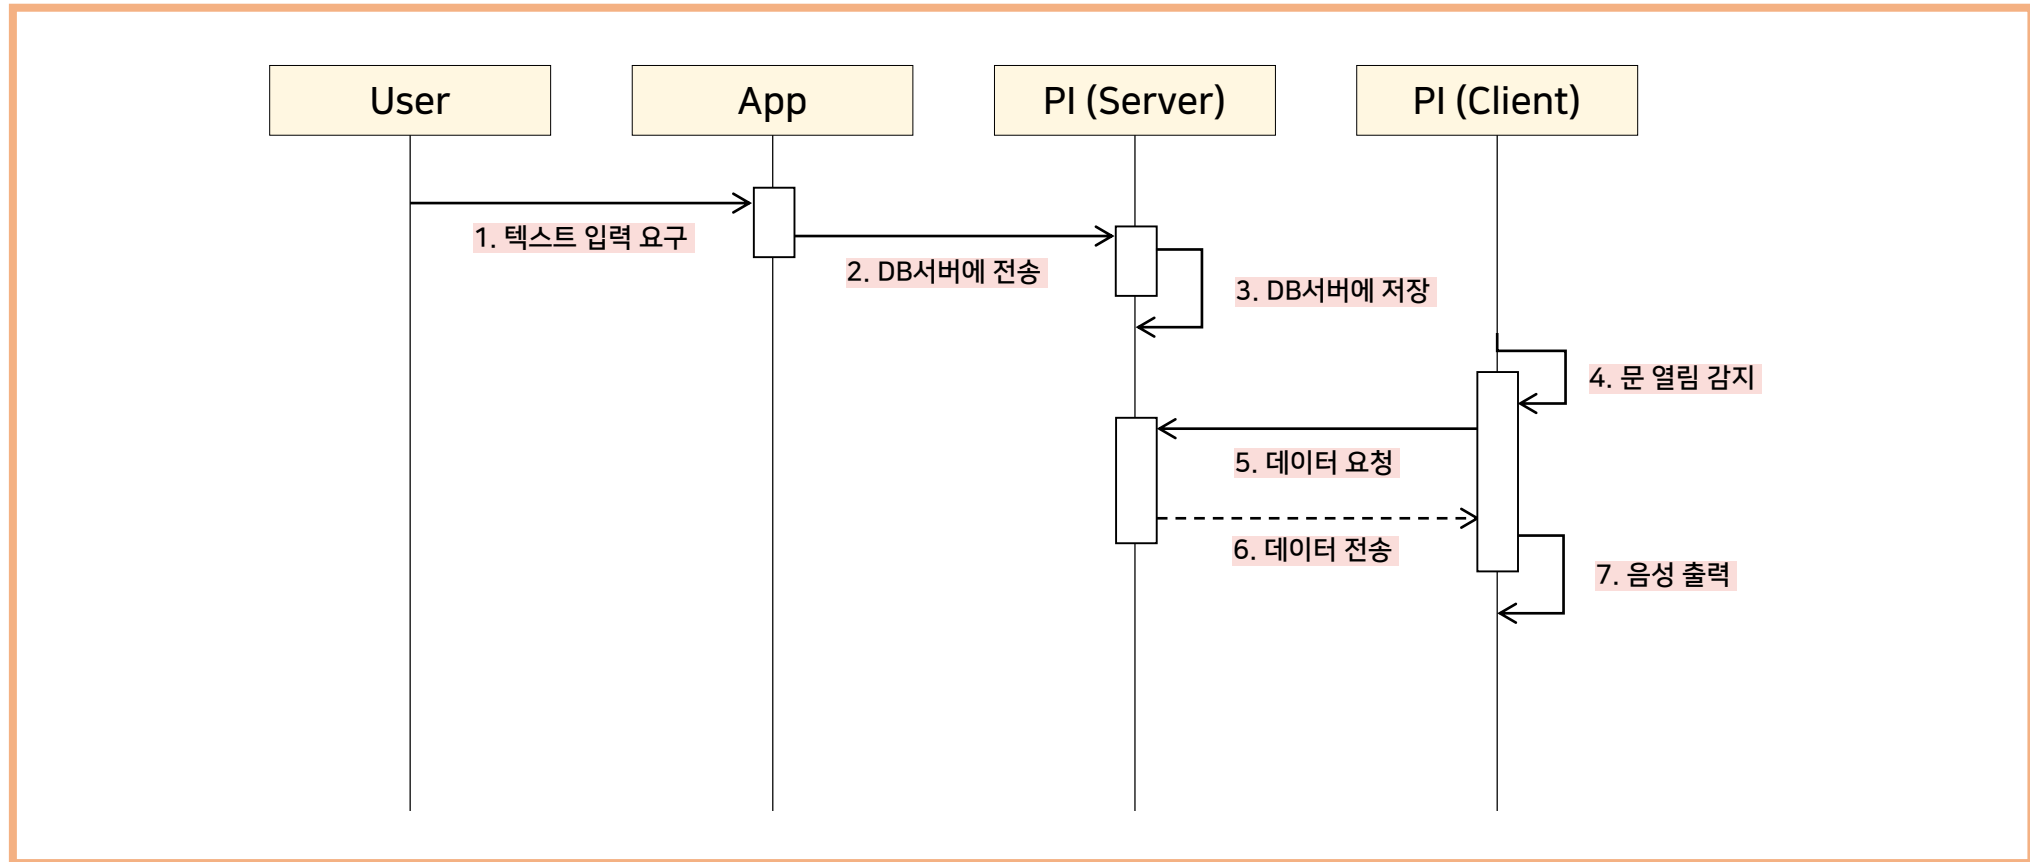 User
App
PI (Server)
PI (Client)
1. 텍스트 입력 요구
2. DB서버에 전송
3. DB서버에 저장
4. 문 열림 감지
5. 데이터 요청
6. 데이터 전송
7. 음성 출력